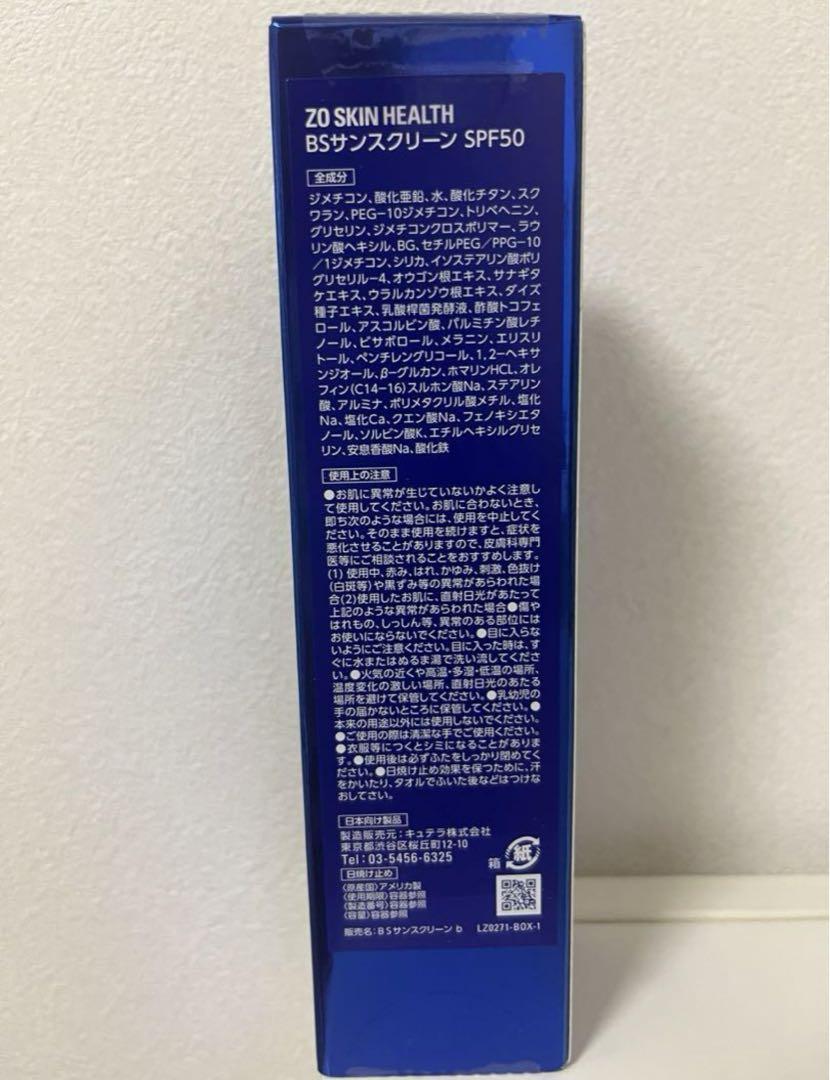 ZO SKIN HEALTH
BSサンスクリーン SPF50
全成分
ジメチコン、酸化亜鉛、水、酸化チタン、スク
ワラン、PEG-10ジメチコン、トリベヘニン、
グリセリン、ジメチコンクロスポリマー、ラウ
リン酸ヘキシル、BG、セチルPEG/PPG-10
/1ジメチコン、シリカ、イソステアリン酸ポリ
グリセリル-4、オウゴン根エキス、サナギタ
ケエキス、ウラルカンゾウ根エキス、ダイズ
種子エキス、乳酸桿菌発酵液、酢酸トコフェ
ロール、アスコルビン酸、パルミチン酸レチ
ノール、ビサボロール、メラニン、エリスリ
トール、ペンチレングリコール、1,2-ヘキサ
ンジオール、β-グルカン、ホマリンHCL、オレ
フィン(C14-16)スルホン酸Na、ステアリン
酸、アルミナ、ポリメタクリル酸メチル、塩化
Na、塩化Ca、クエン酸Na、フェノキシエタ
ノール、ソルビン酸K、エチルヘキシルグリセ
リン、安息香酸Na、酸化鉄
使用上の注意
●お肌に異常が生じていないかよく注意し
て使用してください。お肌に合わないとき、
即ち次のような場合には、使用を中止してく
ださい。そのまま使用を続けますと、症状を
悪化させることがありますので、皮膚科専門
医等にご相談されることをおすすめします。
(1)使用中、赤み、はれ、かゆみ、刺激、色抜け
(白斑等)や黒ずみ等の異常があらわれた場
合(2)使用したお肌に、直射日光があたって
上記のような異常があらわれた場合●傷や
はれもの、しっしん等、異常のある部位には
お使いにならないでください。●目に入らな
いようにご注意ください。目に入った時は、す
ぐに水またはぬるま湯で洗い流してくださ
い。●火気の近くや高温・多湿・低温の場所、
温度変化の激しい場所、直射日光のあたる
場所を避けて保管してください。●乳幼児の
手の届かないところに保管してください。●
本来の用途以外には使用しないでください。
●ご使用の際は清潔な手でご使用ください。
●衣服等につくとシミになることがありま
す。●使用後は必ずふたをしっかり閉めてく
ださい。●日焼け止め効果を保つために、汗
をかいたり、タオルでふいた後などはつけな
おしてさい。
日本向け製品
製造販売元:キュテラ株式会社
東京都渋谷区桜丘町12-10
Tel:03-5456-6325
箱 紙
日焼け止め
〈原産国〉アメリカ製
〈使用期限〉容器参照
〈製造番号〉容器参照
〈容量〉容器参照
販売名:BSサンスクリーン b LZ0271-BOX-1